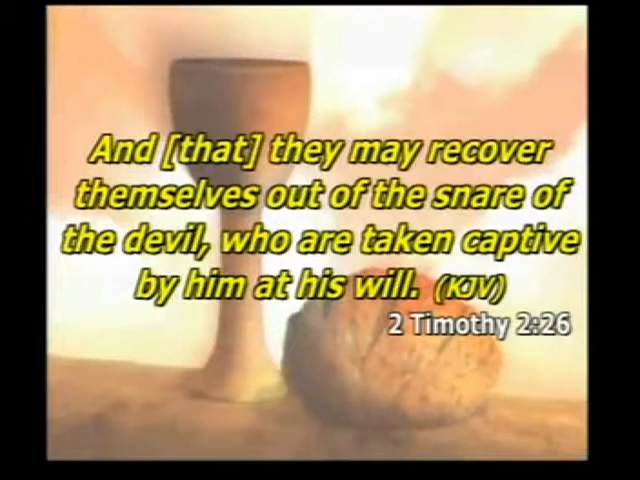 And [that] they may recover
themselves out of the snare of
the devil, who are taken captive
by him at his will. (KJV)
2 Timothy 2:26